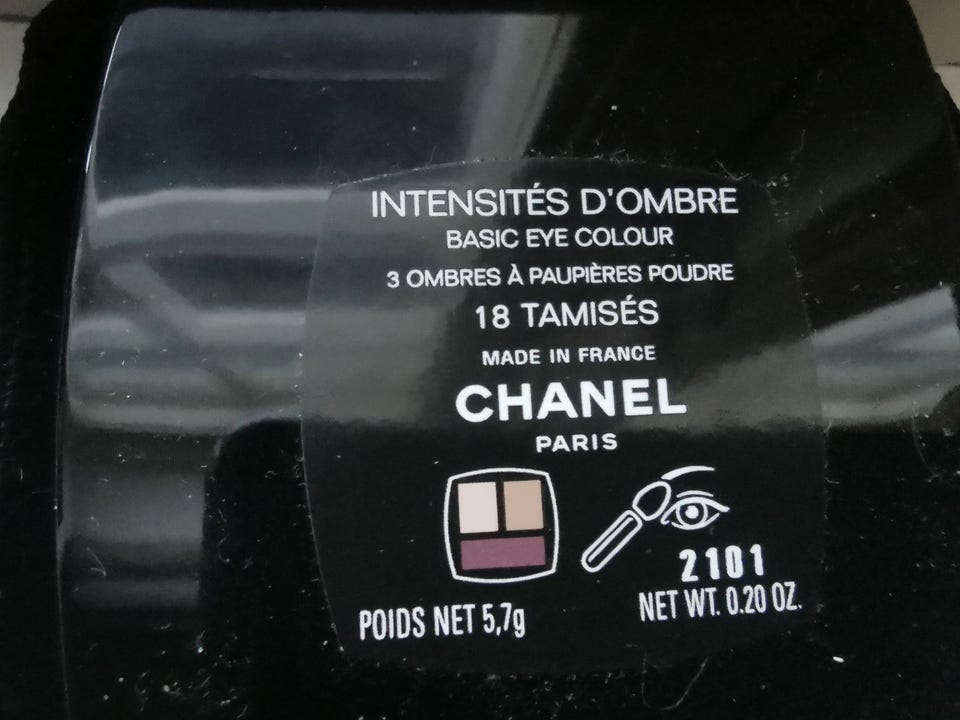 INTENSITÉS D'OMBRE
BASIC EYE COLOUR
3 OMBRES À PAUPIÈRES POUDRE
18 TAMISÉS
MADE IN FRANCE
CHANEL
PARIS
2101
POIDS NET 5,7g
NET WT. 0.20 OZ.